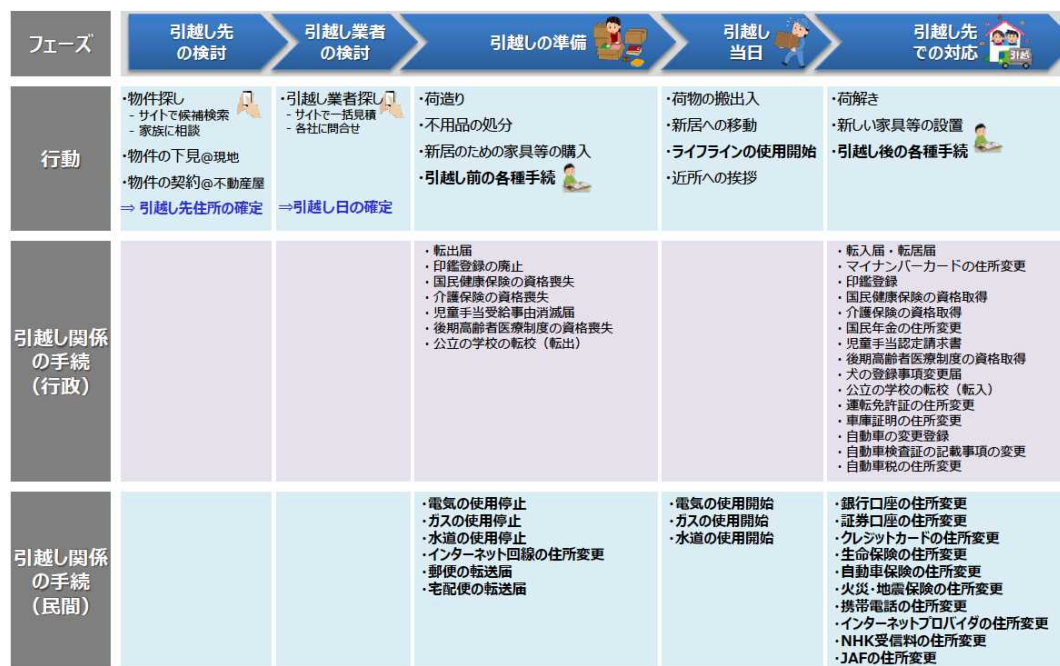 フェーズ
引越し先
の検討
引越し業者
の検討
引越しの準備
引越し
当日
引越し先
での対応
引越
行動
・物件探し
- サイトで候補検索
- 家族に相談
・物件の下見@現地
・物件の契約@不動産屋
⇒ 引越し先住所の確定
・引越し業者探し
- サイトで一括見積
- 各社に問合せ
⇒引越し日の確定
・荷造り
・不用品の処分
・新居のための家具等の購入
・引越し前の各種手続
・荷物の搬出入
・新居への移動
・ライフラインの使用開始
・近所への挨拶
・荷解き
・新しい家具等の設置
・引越し後の各種手続
引越し関係
の手続
（行政）
・転出届
・印鑑登録の廃止
・国民健康保険の資格喪失
・介護保険の資格喪失
・児童手当受給事由消滅届
・後期高齢者医療制度の資格喪失
・公立の学校の転校（転出）
・転入届・転居届
・マイナンバーカードの住所変更
・印鑑登録
・国民健康保険の資格取得
・介護保険の資格取得
・国民年金の住所変更
・児童手当認定請求書
・後期高齢者医療制度の資格取得
・犬の登録事項変更届
・公立の学校の転校（転入）
・運転免許証の住所変更
・車庫証明の住所変更
・自動車の変更登録
・自動車検査証の記載事項の変更
・自動車税の住所変更
引越し関係
の手続
（民間）
・電気の使用停止
・ガスの使用停止
・水道の使用停止
・インターネット回線の住所変更
・郵便の転送届
・宅配便の転送届
・電気の使用開始
・ガスの使用開始
・水道の使用開始
・銀行口座の住所変更
・証券口座の住所変更
・クレジットカードの住所変更
・生命保険の住所変更
・自動車保険の住所変更
・火災・地震保険の住所変更
・携帯電話の住所変更
・インターネットプロバイダの住所変更
・NHK受信料の住所変更
・JAFの住所変更